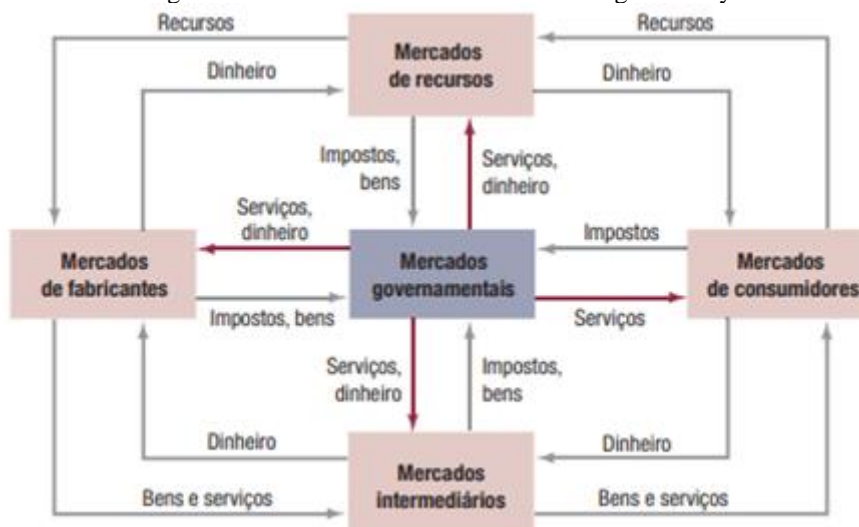 Recursos
Recursos
Mercados
de recursos
Dinheiro
Dinheiro
Impostos,
bens
Serviços,
dinheiro
Serviços,
dinheiro
Impostos
Mercados
de fabricantes
Mercados
governamentais
Mercados
de consumidores
Impostos, bens
Serviços
Serviços,
dinheiro
Impostos,
bens
Dinheiro
Dinheiro
Mercados
intermediários
Bens e serviços
Bens e serviços